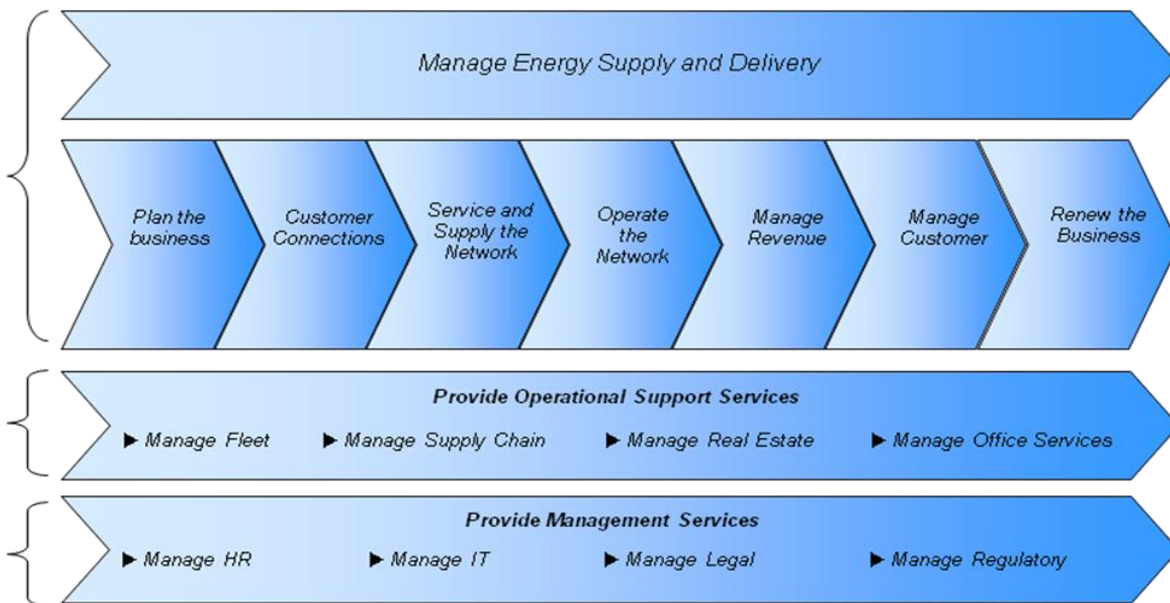 Manage Energy Supply and Delivery
Plan the
business
Customer
Connections
Service and
Supply the
Network
Operate
the
Network
Manage
Revenue
Manage
Customer
Renew the
Business
Provide Operational Support Services
Manage Fleet
Manage Supply Chain
Manage Real Estate
Manage Office Services
Provide Management Services
Manage HR
Manage IT
Manage Legal
Manage Regulatory